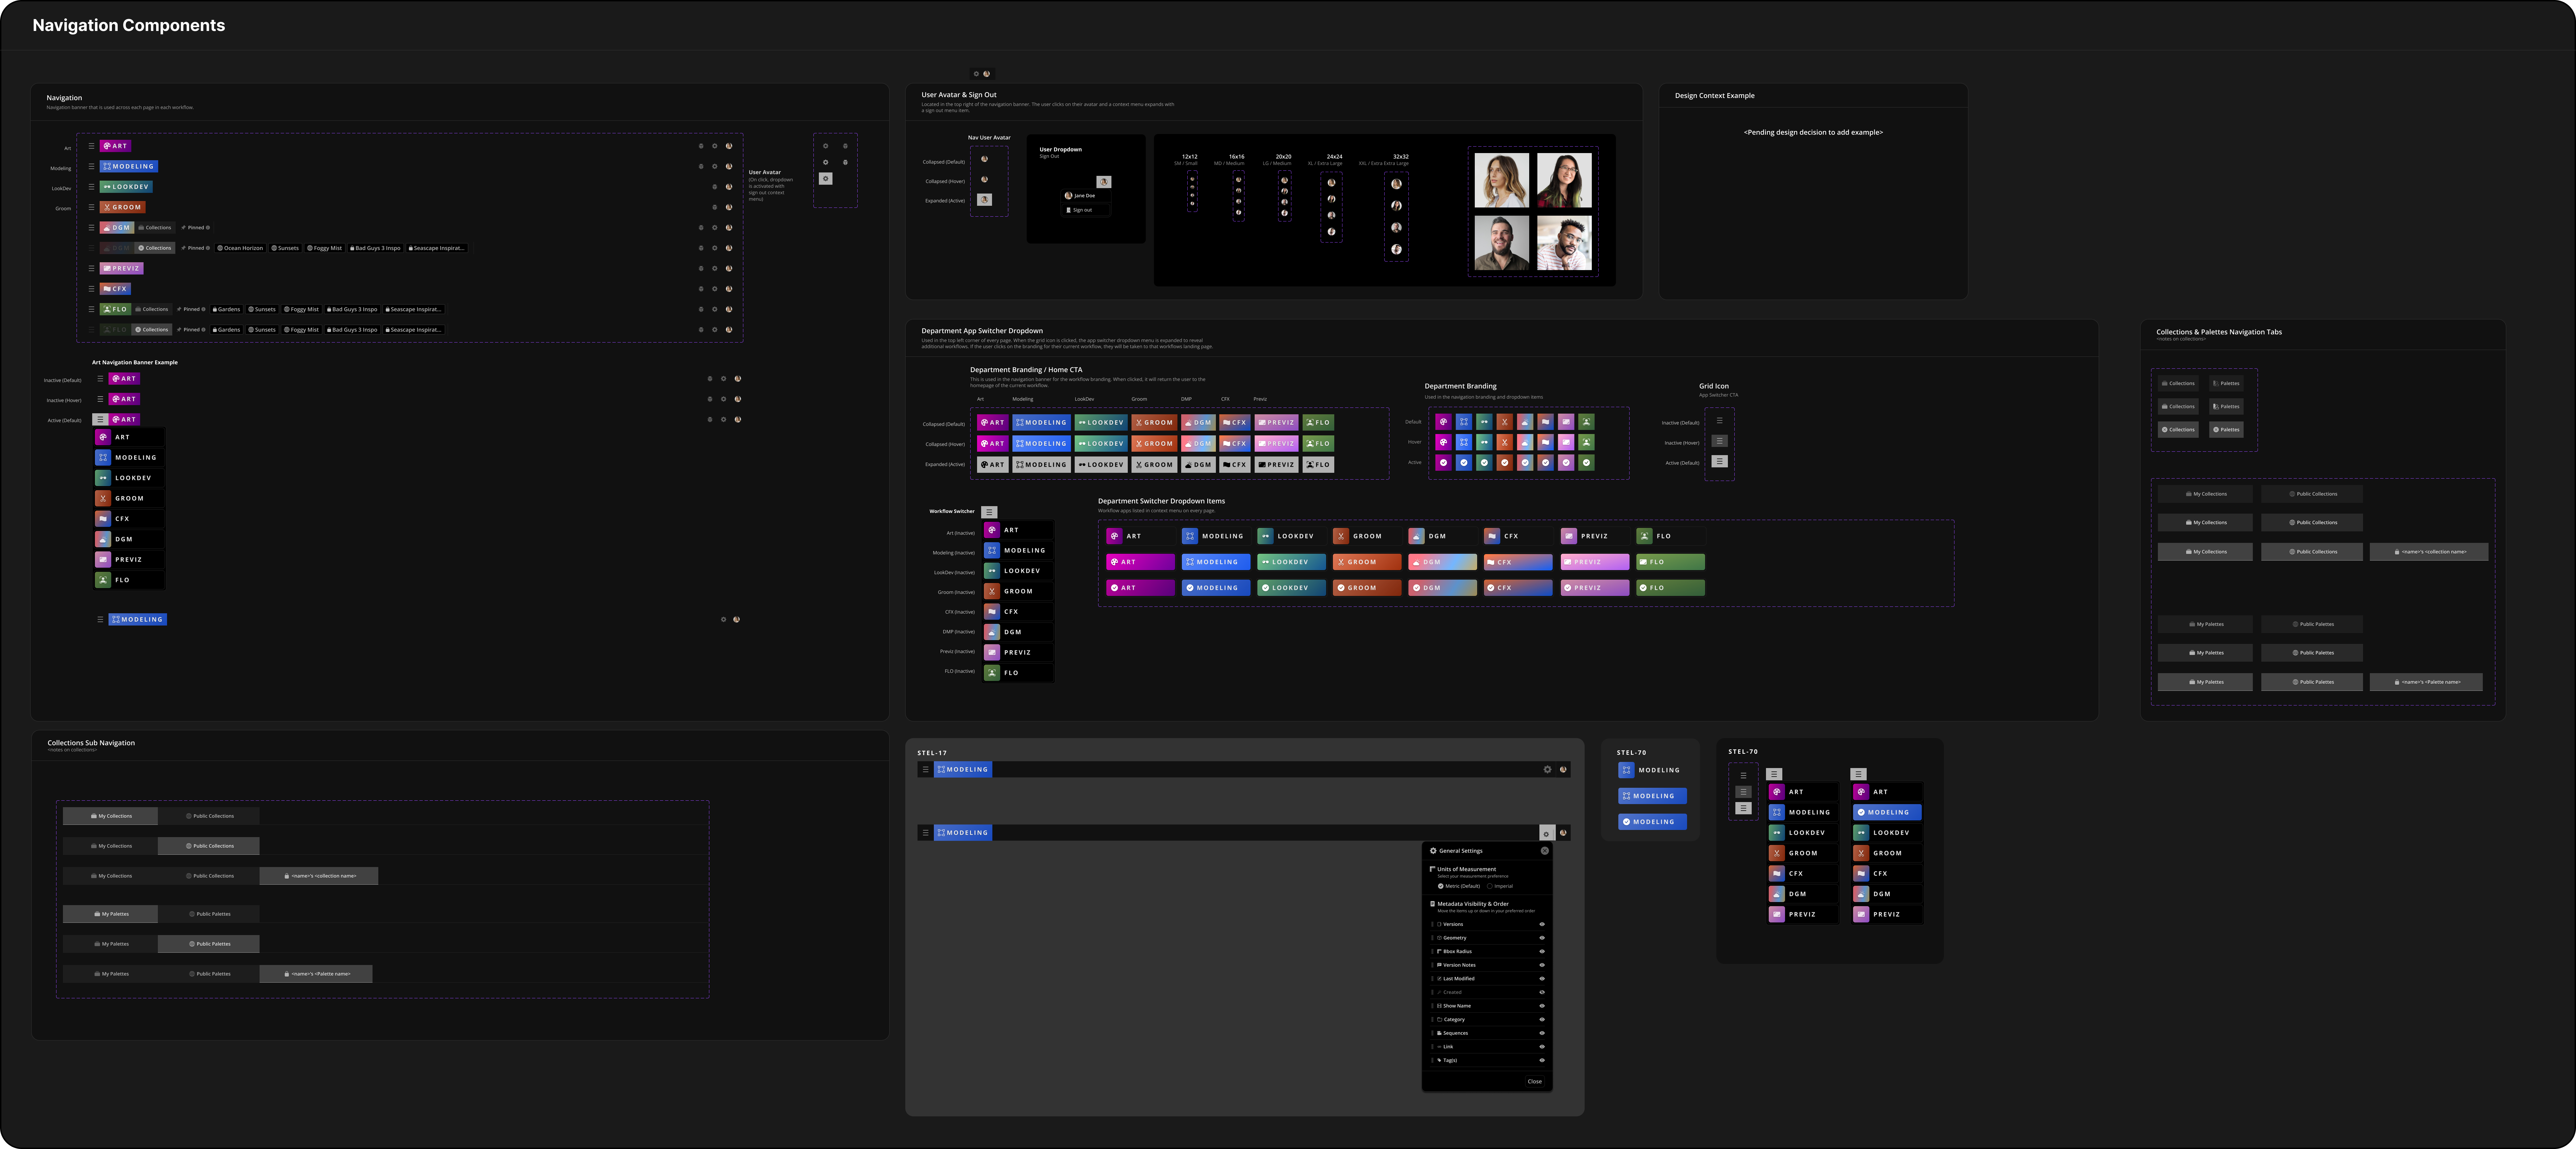 Navigation Components
Navigation
Navigation banner that is used across each page in each workflow.
Art
ART
Modeling
MODELING
LookDev
LOOKDEV
Groom
GROOM
DGM
Collections
Pinned
DGM
Collections
Pinned
Ocean Horizon
Sunsets
Foggy Mist
Bad Guys 3 Inspo
Seascape Inspirat...
PREVIZ
CFX
FLO
Collections
Pinned
Gardens
Sunsets
Foggy Mist
Bad Guys 3 Inspo
Seascape Inspirat...
FLO
Collections
Pinned
Gardens
Sunsets
Foggy Mist
Bad Guys 3 Inspo
Seascape Inspirat...
User Avatar
(On click, dropdown
is activated with
sign out context
menu)
Art Navigation Banner Example
Inactive (Default)
ART
Inactive (Hover)
ART
Active (Default)
ART
ART
MODELING
LOOKDEV
GROOM
CFX
DGM
PREVIZ
FLO
MODELING
User Avatar & Sign Out
Located in the top right of the navigation banner. The user clicks on their avatar and a context menu expands with
a sign out menu item.
Nav User Avatar
Collapsed (Default)
Collapsed (Hover)
Expanded (Active)
User Dropdown
Sign Out
Jane Doe
Sign out
12x12
SM / Small
16x16
MD / Medium
20x20
LG / Medium
24x24
XL / Extra Large
32x32
XXL / Extra Extra Large
Design Context Example
<Pending design decision to add example>
Department App Switcher Dropdown
Used in the top left corner of every page. When the grid icon is clicked, the app switcher dropdown menu is expanded to reveal
additional workflows. If the user clicks on the branding for their current workflow, they will be taken to that workflows landing page.
Department Branding / Home CTA
This is used in the navigation banner for the workflow branding. When clicked, it will return the user to the
homepage of the current workflow.
Art
Modeling
LookDev
Groom
DMP
CFX
Previz
Collapsed (Default)
ART
MODELING
LOOKDEV
GROOM
DGM
CFX
PREVIZ
FLO
Collapsed (Hover)
ART
MODELING
LOOKDEV
GROOM
DGM
CFX
PREVIZ
FLO
Expanded (Active)
ART
MODELING
LOOKDEV
GROOM
DGM
CFX
PREVIZ
FLO
Department Branding
Used in the navigation branding and dropdown items
Default
Hover
Active
Grid Icon
App Switcher CTA
Inactive (Default)
Inactive (Hover)
Active (Default)
Workflow Switcher
Art (Inactive)
ART
Modeling (Inactive)
MODELING
LookDev (Inactive)
LOOKDEV
Groom (Inactive)
GROOM
CFX (Inactive)
CFX
DMP (Inactive)
DGM
Previz (Inactive)
PREVIZ
FLO (Inactive)
FLO
Department Switcher Dropdown Items
Workflow apps listed in context menu on every page.
ART
MODELING
LOOKDEV
GROOM
DGM
CFX
PREVIZ
FLO
ART
MODELING
LOOKDEV
GROOM
DGM
CFX
PREVIZ
FLO
ART
MODELING
LOOKDEV
GROOM
DGM
CFX
PREVIZ
FLO
Collections & Palettes Navigation Tabs
<notes on collections>
Collections
Palettes
Collections
Palettes
Collections
Palettes
My Collections
Public Collections
My Collections
Public Collections
My Collections
Public Collections
<name>'s <collection name>
My Palettes
Public Palettes
My Palettes
Public Palettes
My Palettes
Public Palettes
<name>'s <Palette name>
Collections Sub Navigation
<notes on collections>
My Collections
Public Collections
My Collections
Public Collections
My Collections
Public Collections
<name>'s <collection name>
My Palettes
Public Palettes
My Palettes
Public Palettes
My Palettes
Public Palettes
<name>'s <Palette name>
STEL-17
MODELING
MODELING
General Settings
Units of Measurement
Select your measurement preference
Metric (Default)
Imperial
Metadata Visibility & Order
Move the items up or down in your preferred order
Versions
Geometry
Bbox Radius
Version Notes
Last Modified
Created
Show Name
Category
Sequences
Link
Tag(s)
Close
STEL-70
MODELING
MODELING
MODELING
STEL-70
ART
MODELING
LOOKDEV
GROOM
CFX
DGM
PREVIZ
ART
MODELING
LOOKDEV
GROOM
CFX
DGM
PREVIZ